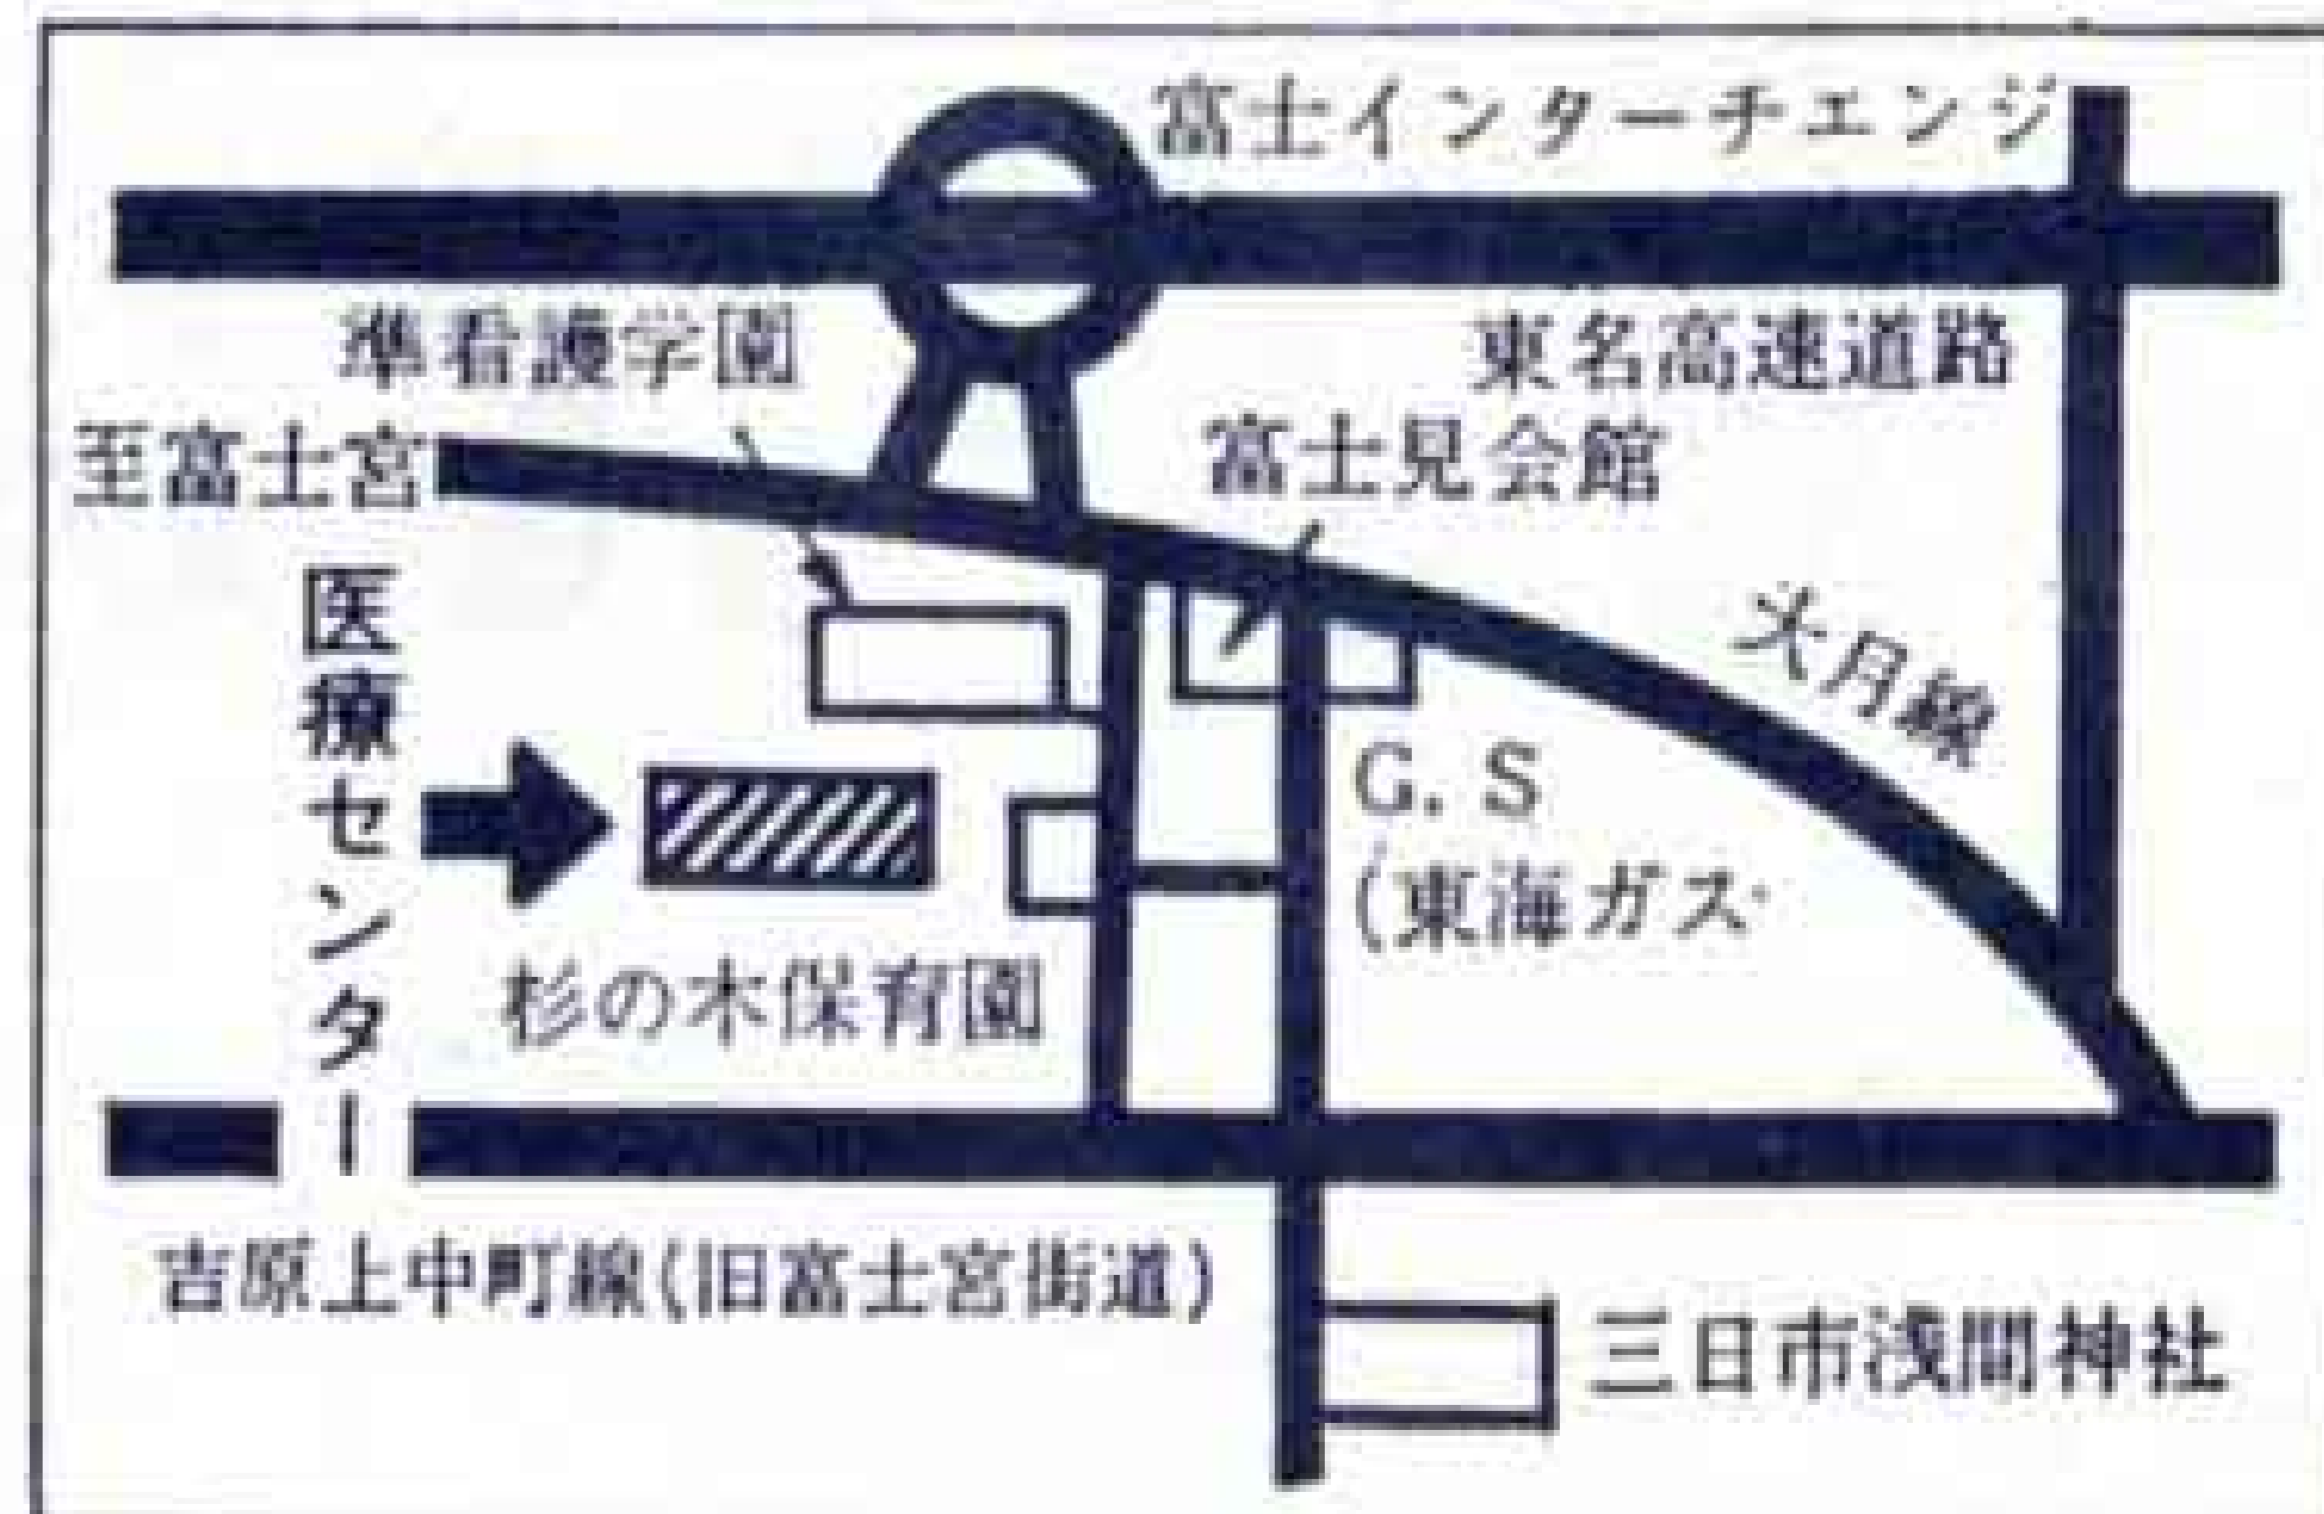 富士インターチエンジ
準看護学園
東名高速道路
至富士宮
富士見会館
大月線
医療センター
G.S
(東海ガス
杉の木保育園
吉原上中町線(旧富士宮街道)
三日市浅間神社